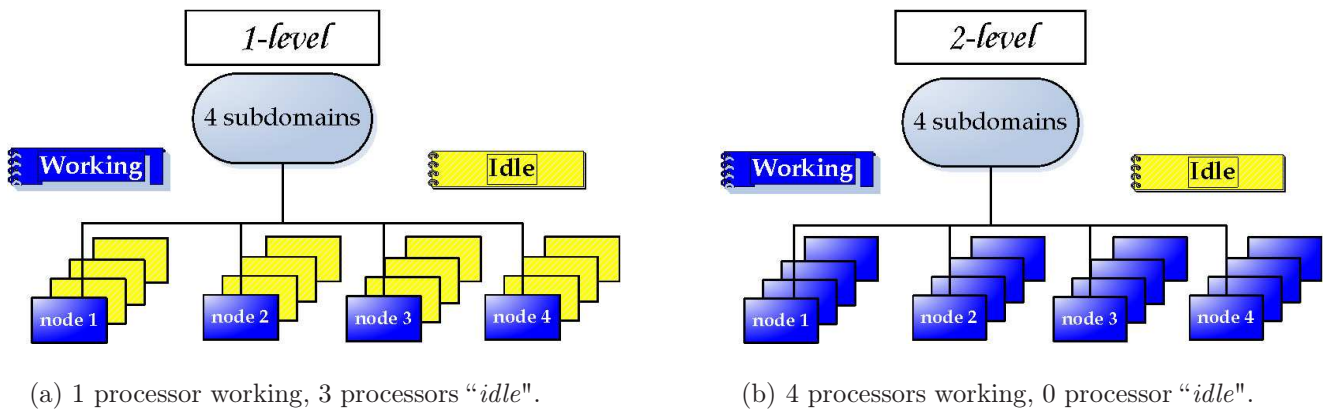 1-level
4 subdomains
Working
Idle
node 1
node 2
node 3
node 4
(a) 1 processor working, 3 processors “idle".
2-level
4 subdomains
Working
Idle
node 1
node 2
node 3
node 4
(b) 4 processors working, 0 processor “idle".